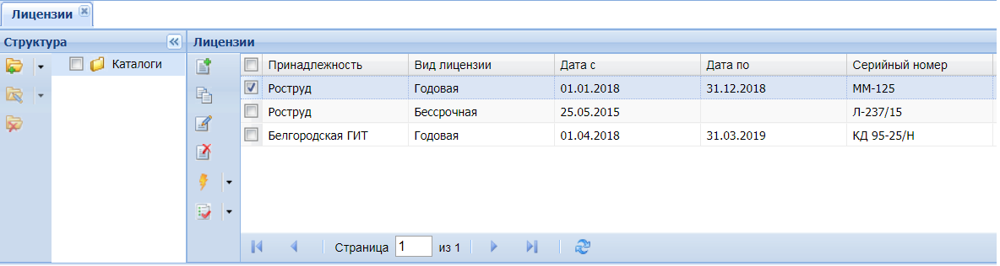 Лицензии
Структура
Лицензии
Каталоги
Принадлежность Вид лицензии Дата с Дата по Серийный номер
Роструд Годовая 01.01.2018 31.12.2018 ММ-125
Роструд Бессрочная 25.05.2015 Л-237/15
Белгородская ГИТ Годовая 01.04.2018 31.03.2019 КД 95-25/Н
Страница 1 из 1